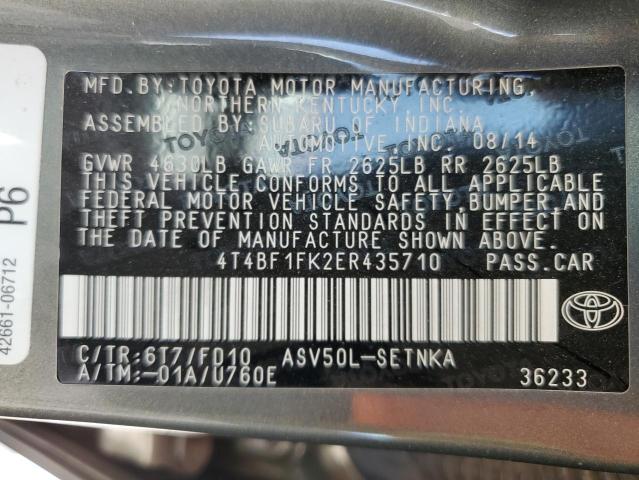 MFD.BY:TOYOTA MOTOR MANUFACTURING,
NORTHERN KENTUCKY,INC.
ASSEMBLED BY:SUBARU OF INDIANA
AUTOMOTIVE INC. 08/14
GVWR 4630LB GAWR FR 2625LB RR 2625LB
THIS VEHICLE CONFORMS TO ALL APPLICABLE
FEDERAL MOTOR VEHICLE SAFETY,BUMPER AND
THEFT PREVENTION STANDARDS IN EFFECT ON
THE DATE OF MANUFACTURE SHOWN ABOVE.
4T4BF1FK2ER435710 PASS.CAR
C/TR:6T7/FD10 ASV50L-SETNKA
A/TM:-01A/U760E
36233
TOYOTA
42661-06712
P6